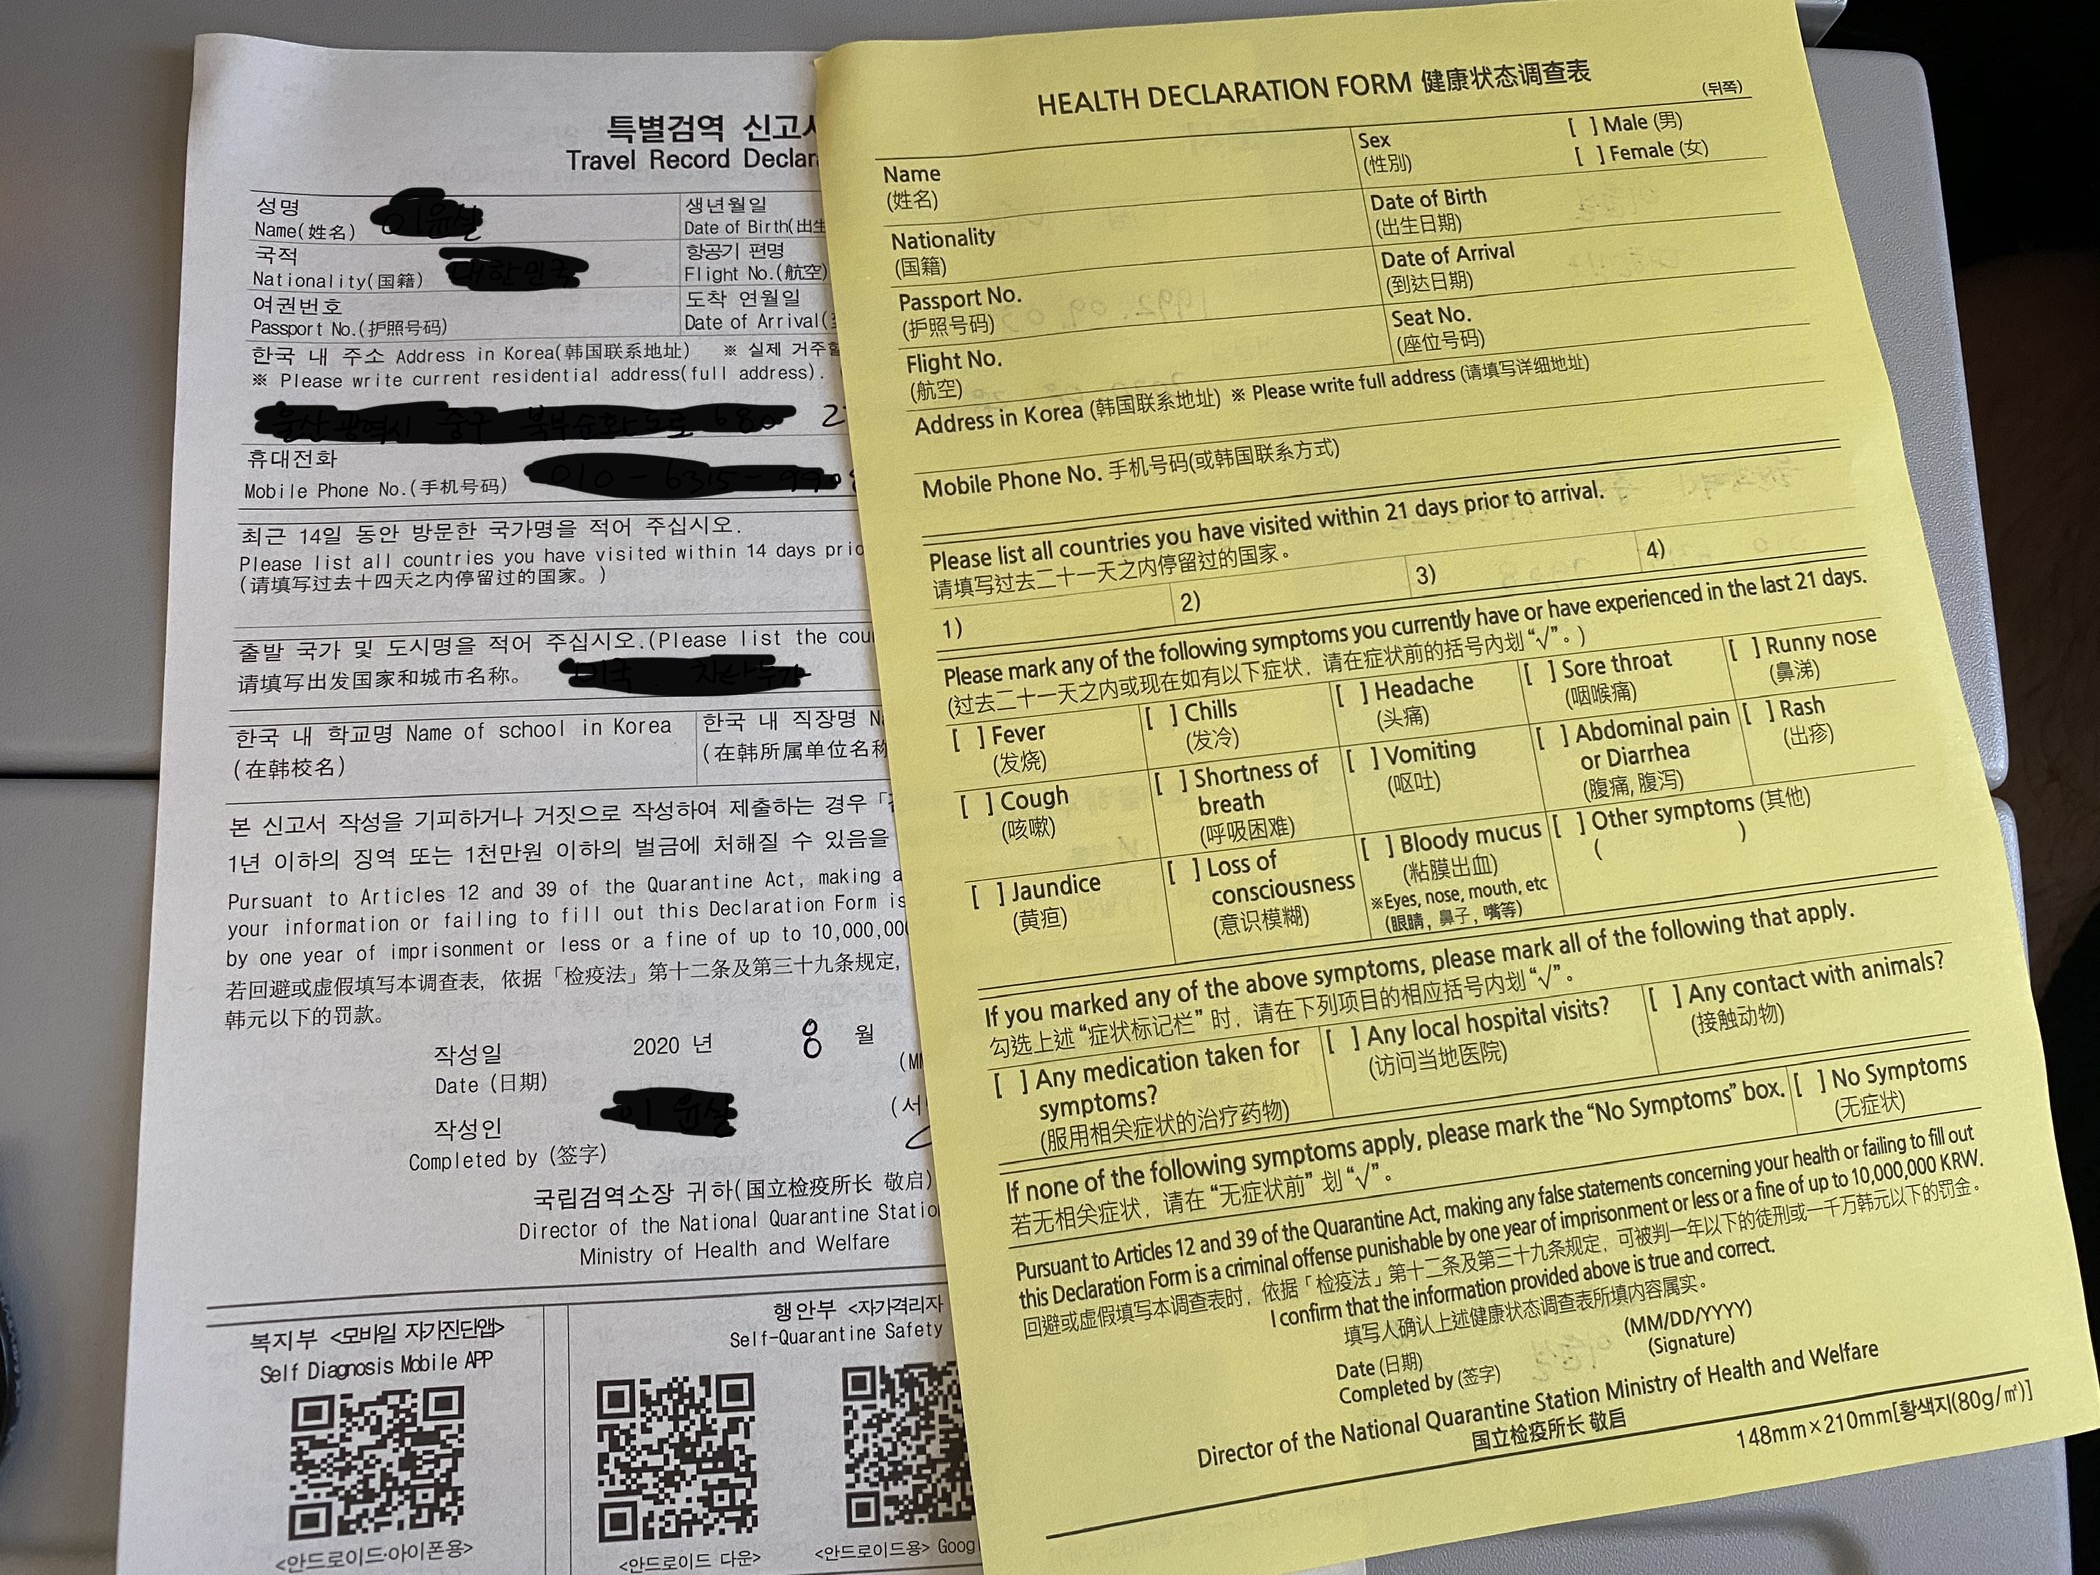 특별검역 신고서
Travel Record Declar
성명
Name(姓名)
생년월일
Date of Birth(出生
국적
Nationality(国籍)
항공기 편명
Flight No.(航空)
여권번호
Passport No.(护照号码)
도착 연월일
Date of Arrival(
한국 내 주소 Address in Korea(韩国联系地址) ※ 실제 거주할
※ Please write current residential address(full address).
휴대전화
Mobile Phone No.(手机号码)
최근 14일 동안 방문한 국가명을 적어 주십시오.
Please list all countries you have visited within 14 days prio
(请填写过去十四天之内停留过的国家。)
출발 국가 및 도시명을 적어 주십시오.(Please list the cou
请填写出发国家和城市名称。
한국 내 학교명 Name of school in Korea
(在韩校名)
한국 내 직장명 N
(在韩所属单位名称
본 신고서 작성을 기피하거나 거짓으로 작성하여 제출하는 경우「
1년 이하의 징역 또는 1천만원 이하의 벌금에 처해질 수 있음을
Pursuant to Articles 12 and 39 of the Quarantine Act, making a
your information or failing to fill out this Declaration Form is
by one year of imprisonment or less or a fine of up to 10,000,00
若回避或虚假填写本调查表, 依据「检疫法」第十二条及第三十九条规定,
韩元以下的罚款。
작성일 2020 년 8 월
Date (日期) (M
작성인 (서
Completed by (签字)
국립검역소장 귀하(国立检疫所长 敬启)
Director of the National Quarantine Statio
Ministry of Health and Welfare
복지부 <모바일 자가진단앱>
Self Diagnosis Mobile APP
<안드로이드·아이폰용>
행안부 <자가격리자
Self-Quarantine Safety
<안드로이드 다운>
<안드로이드용> Goog
HEALTH DECLARATION FORM 健康状态调查表
(뒤쪽)
Name
(姓名)
Sex
(性別)
[ ] Male (男)
[ ] Female (女)
Nationality
(国籍)
Date of Birth
(出生日期)
Passport No.
(护照号码)
Date of Arrival
(到达日期)
Flight No.
(航空)
Seat No.
(座位号码)
Address in Korea (韩国联系地址) ※ Please write full address (请填写详细地址)
Mobile Phone No. 手机号码(或韩国联系方式)
Please list all countries you have visited within 21 days prior to arrival.
请填写过去二十一天之内停留过的国家。
1) 2) 3) 4)
Please mark any of the following symptoms you currently have or have experienced in the last 21 days.
(过去二十一天之内或现在如有以下症状, 请在症状前的括号内划 “√”。)
[ ] Fever
(发烧)
[ ] Chills
(发冷)
[ ] Headache
(头痛)
[ ] Sore throat
(咽喉痛)
[ ] Runny nose
(鼻涕)
[ ] Cough
(咳嗽)
[ ] Shortness of
breath
(呼吸困难)
[ ] Vomiting
(呕吐)
[ ] Abdominal pain
or Diarrhea
(腹痛, 腹泻)
[ ] Rash
(出疹)
[ ] Jaundice
(黄疸)
[ ] Loss of
consciousness
(意识模糊)
[ ] Bloody mucus
(粘膜出血)
※Eyes, nose, mouth, etc
(眼睛, 鼻子, 嘴等)
[ ] Other symptoms (其他)
( )
If you marked any of the above symptoms, please mark all of the following that apply.
勾选上述 “症状标记栏” 时, 请在下列项目的相应括号内划 “√”。
[ ] Any medication taken for
symptoms?
(服用相关症状的治疗药物)
[ ] Any local hospital visits?
(访问当地医院)
[ ] Any contact with animals?
(接触动物)
If none of the following symptoms apply, please mark the “No Symptoms” box.
若无相关症状, 请在 “无症状前” 划 “√”。
[ ] No Symptoms
(无症状)
Pursuant to Articles 12 and 39 of the Quarantine Act, making any false statements concerning your health or failing to fill out
this Declaration Form is a criminal offense punishable by one year of imprisonment or less or a fine of up to 10,000,000 KRW.
回避或虚假填写本调查表时, 依据「检疫法」第十二条及第三十九条规定, 可被判一年以下的徒刑或一千万韩元以下的罚金。
I confirm that the information provided above is true and correct.
填写人确认上述健康状态调查表所填内容属实。
Date (日期) (MM/DD/YYYY)
Completed by (签字) (Signature)
Director of the National Quarantine Station Ministry of Health and Welfare
国立检疫所长 敬启
148mm×210mm[황색지(80g/㎡)]